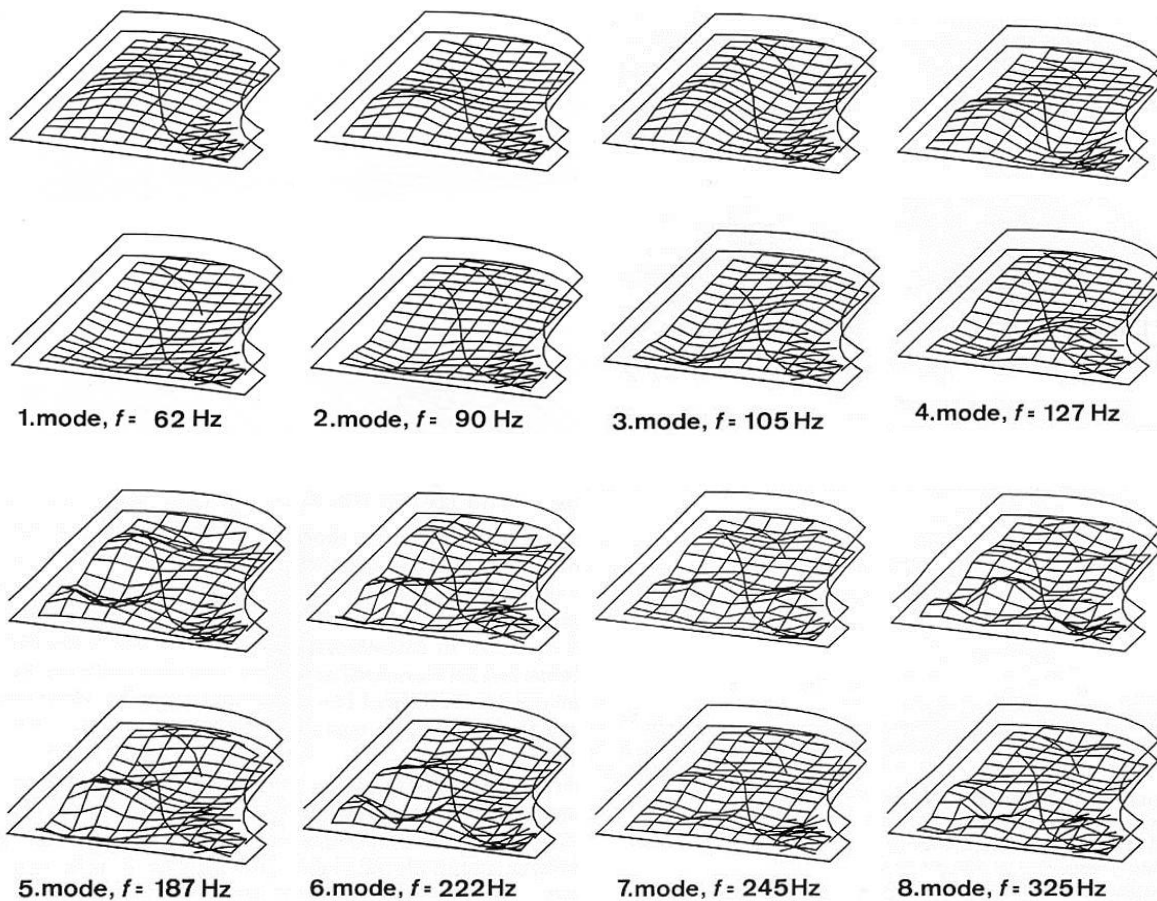 1.mode, f = 62 Hz
2.mode, f = 90 Hz
3.mode, f = 105 Hz
4.mode, f = 127 Hz
5.mode, f = 187 Hz
6.mode, f = 222Hz
7.mode, f = 245Hz
8.mode, f = 325Hz